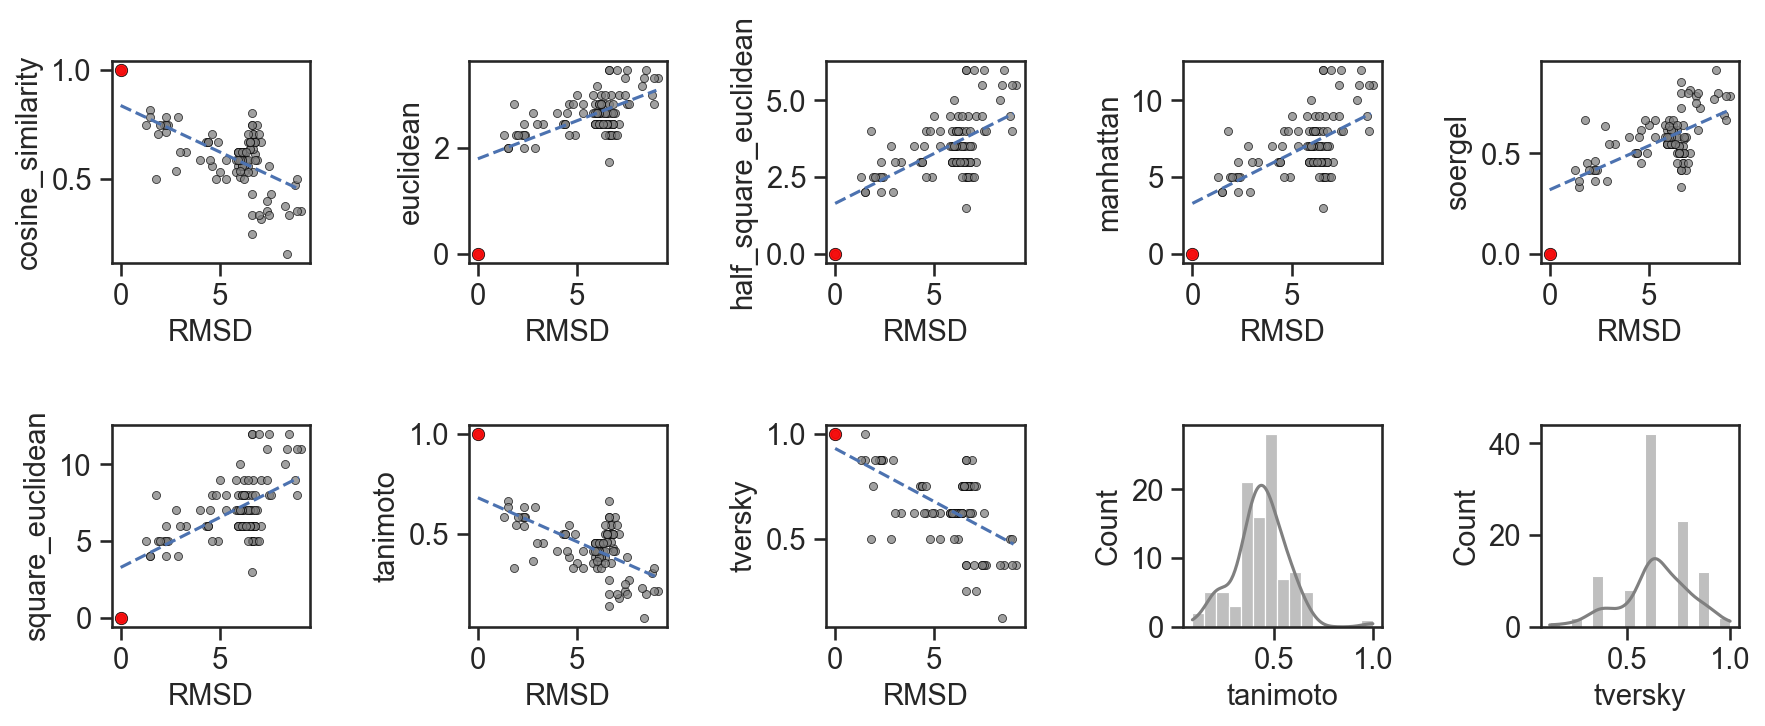 cosine_similarity
1.0
0.5
0
5
RMSD
euclidean
2
0
0
5
RMSD
half_square_euclidean
5.0
2.5
0.0
0
5
RMSD
manhattan
10
5
0
0
5
RMSD
soergel
0.5
0.0
0
5
RMSD
square_euclidean
10
5
0
0
5
RMSD
tanimoto
1.0
0.5
0
5
RMSD
tversky
1.0
0.5
0
5
RMSD
Count
20
10
0
0.5
1.0
tanimoto
Count
40
20
0
0.5
1.0
tversky